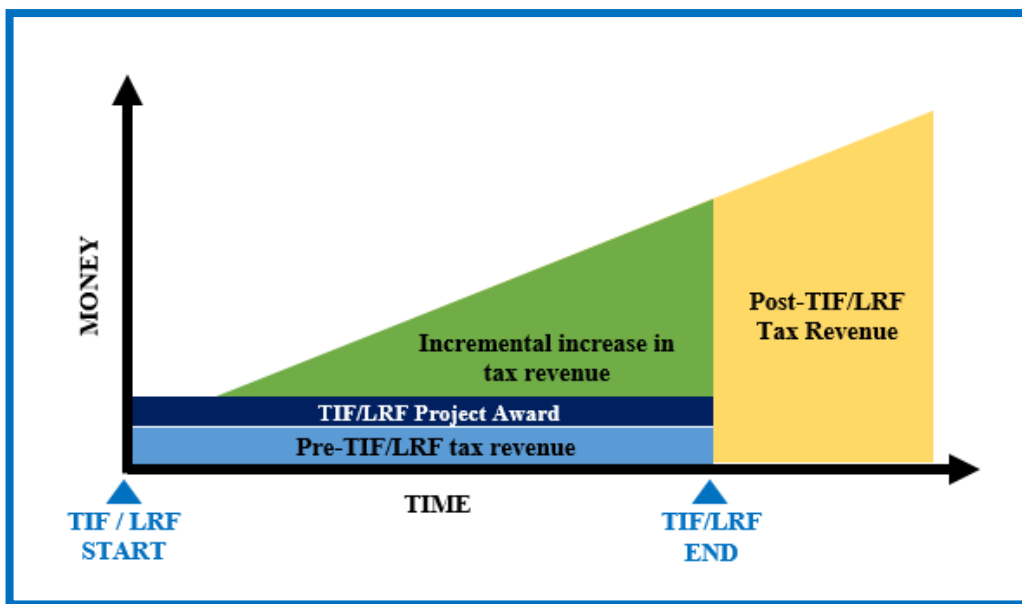 MONEY
Post-TIF/LRF
Tax Revenue
Incremental increase in
tax revenue
TIF/LRF Project Award
Pre-TIF/LRF tax revenue
TIME
TIF / LRF
START
TIF/LRF
END